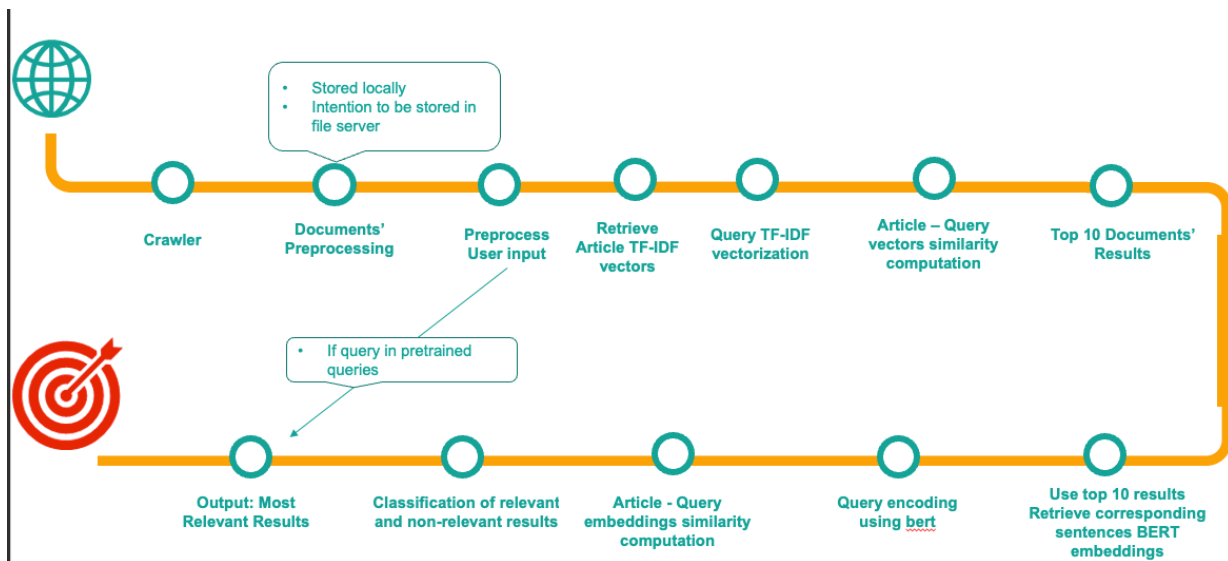 • Stored locally
• Intention to be stored in
file server
Crawler
Documents’
Preprocessing
Preprocess
User input
Retrieve
Article TF-IDF
vectors
Query TF-IDF
vectorization
Article – Query
vectors similarity
computation
Top 10 Documents’
Results
• If query in pretrained
queries
Output: Most
Relevant Results
Classification of relevant
and non-relevant results
Article - Query
embeddings similarity
computation
Query encoding
using bert
Use top 10 results
Retrieve corresponding
sentences BERT
embeddings